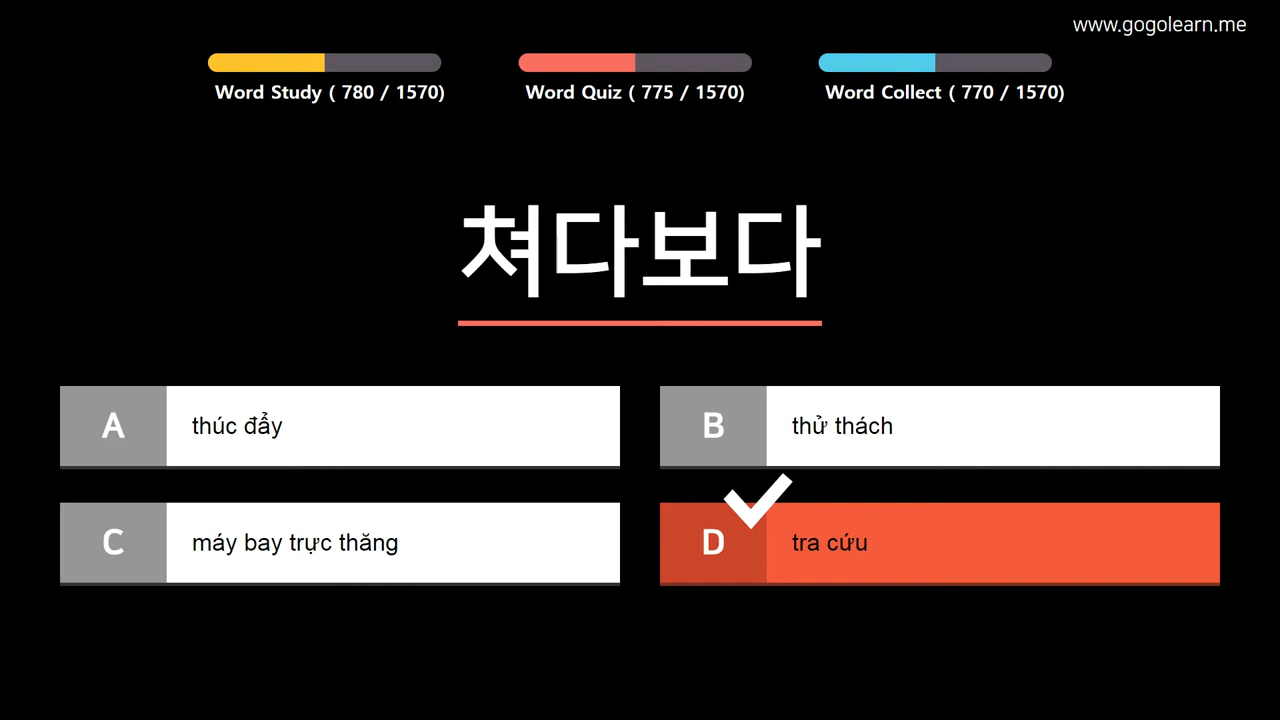 www.gogolearn.me
Word Study ( 780 / 1570)
Word Quiz ( 775 / 1570)
Word Collect ( 770 / 1570)
쳐다보다
A thúc đẩy
B thử thách
C máy bay trực thăng
D tra cứu